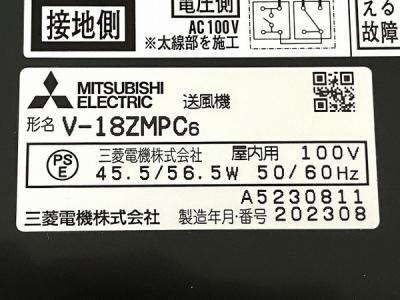 接地側
電圧側
AC100V
※太線部を施工
える
故障
MITSUBISHI
ELECTRIC
送風機
形名 V-18ZMPC6
PS
E
三菱電機株式会社 屋内用 100V
45.5/56.5W 50/60Hz
A5230811
三菱電機株式会社 製造年月・番号 202308